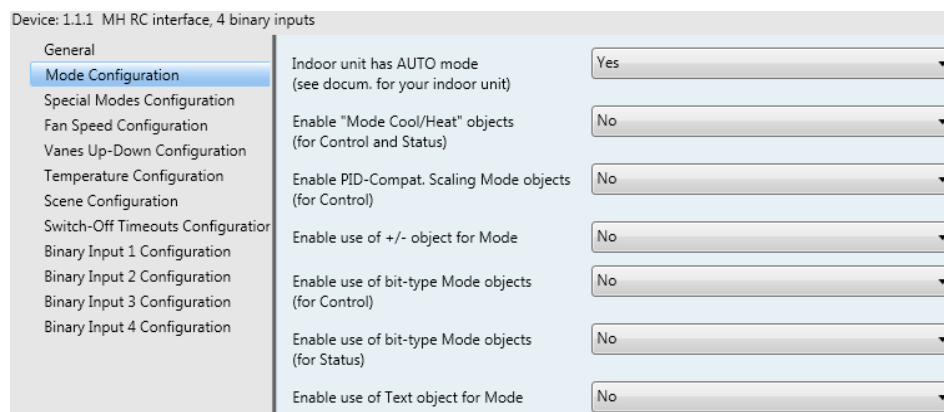 Device: 1.1.1 MH RC interface, 4 binary inputs
General
Mode Configuration
Special Modes Configuration
Fan Speed Configuration
Vanes Up-Down Configuration
Temperature Configuration
Scene Configuration
Switch-Off Timeouts Configuration
Binary Input 1 Configuration
Binary Input 2 Configuration
Binary Input 3 Configuration
Binary Input 4 Configuration
Indoor unit has AUTO mode
(see docum. for your indoor unit)
Yes
Enable "Mode Cool/Heat" objects
(for Control and Status)
No
Enable PID-Compat. Scaling Mode objects
(for Control)
No
Enable use of +/- object for Mode
No
Enable use of bit-type Mode objects
(for Control)
No
Enable use of bit-type Mode objects
(for Status)
No
Enable use of Text object for Mode
No